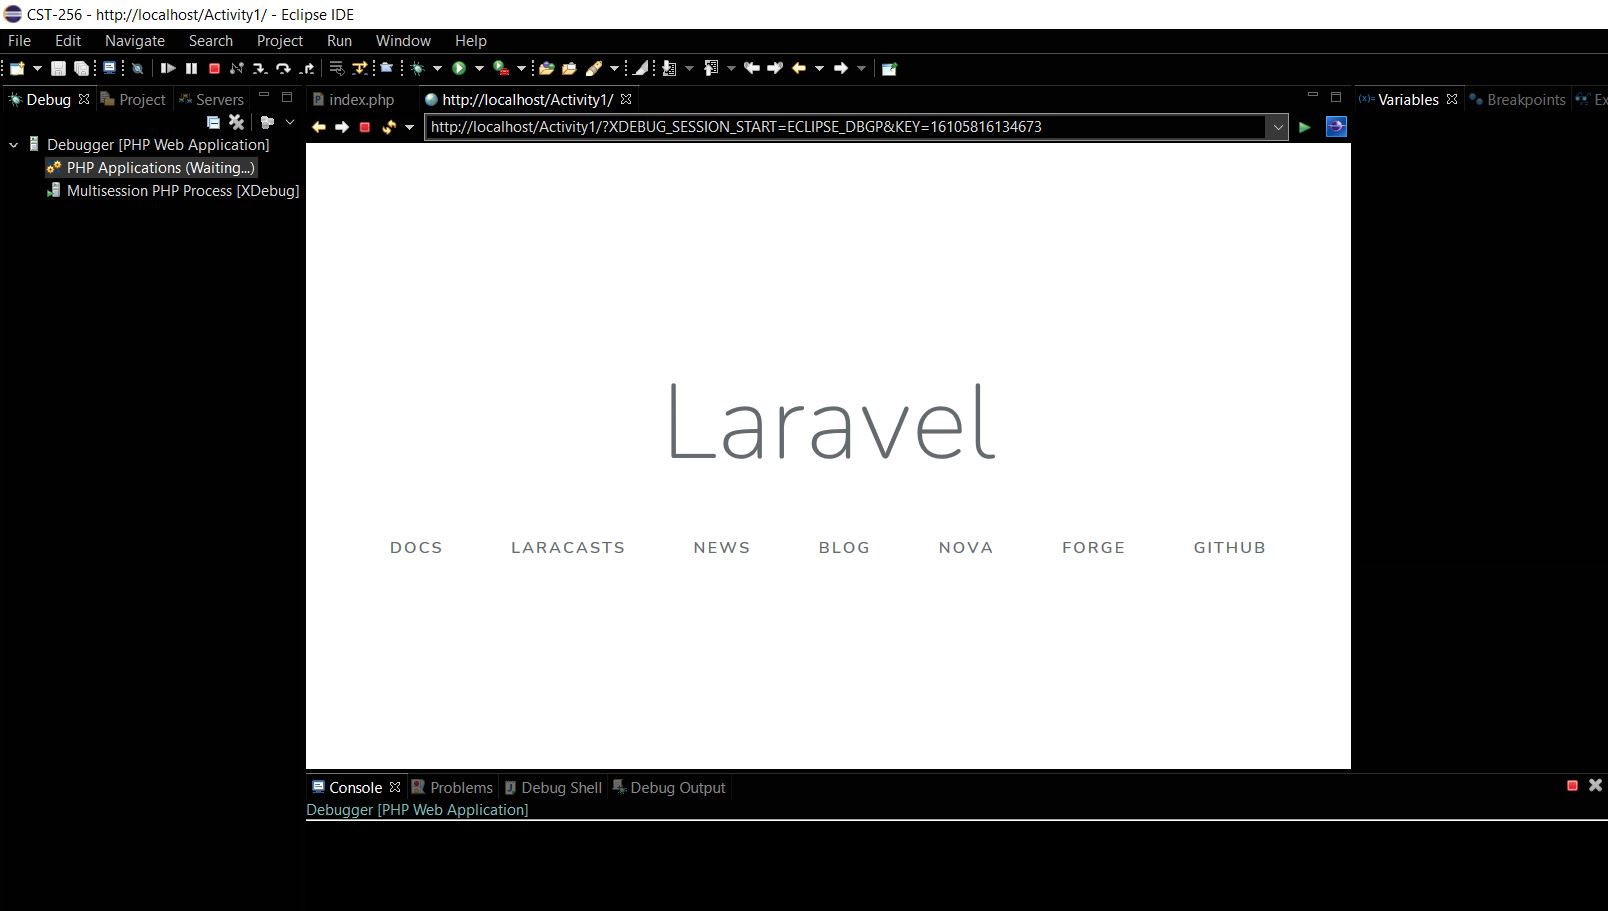 CST-256 - http://localhost/Activity1/ - Eclipse IDE
File Edit Navigate Search Project Run Window Help
Debug Project Servers
index.php http://localhost/Activity1/
(x)= Variables Breakpoints Ex
http://localhost/Activity1/?XDEBUG_SESSION_START=ECLIPSE_DBGP&KEY=16105816134673
Debugger [PHP Web Application]
PHP Applications (Waiting...)
Multisession PHP Process [XDebug]
Laravel
DOCS LARACASTS NEWS BLOG NOVA FORGE GITHUB
Console Problems Debug Shell Debug Output
Debugger [PHP Web Application]